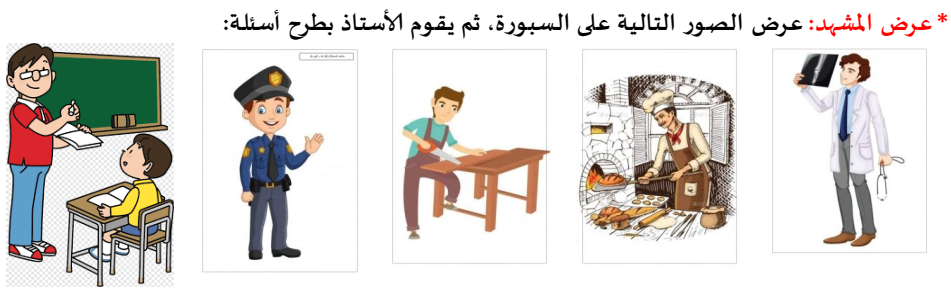 * عرض المشهد: عرض الصور التالية على السبورة، ثم يقوم الأستاذ بطرح أسئلة: